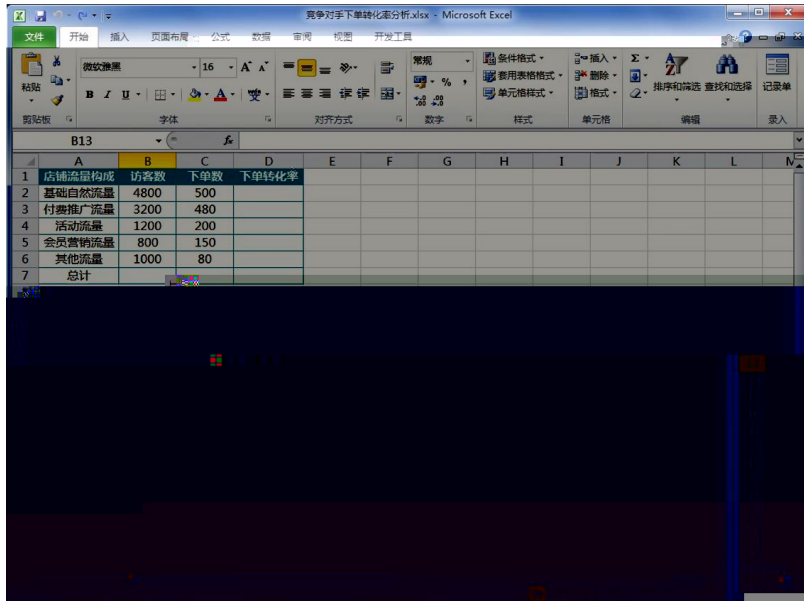 竞争对手下单转化率分析.xlsx - Microsoft Excel
文件 开始 插入 页面布局 公式 数据 审阅 视图 开发工具
微软雅黑 16 A A 常规 条件格式 插入 Σ
粘贴 套用表格格式 删除 排序和筛选 查找和选择 记录单
B I U A % , 单元格样式 格式
剪贴板 字体 对齐方式 数字 样式 单元格 编辑 录入
B13 fx
A B C D E F G H I J K L
1 店铺流量构成 访客数 下单数 下单转化率
2 基础自然流量 4800 500
3 付费推广流量 3200 480
4 活动流量 1200 200
5 会员营销流量 800 150
6 其他流量 1000 80
7 总计